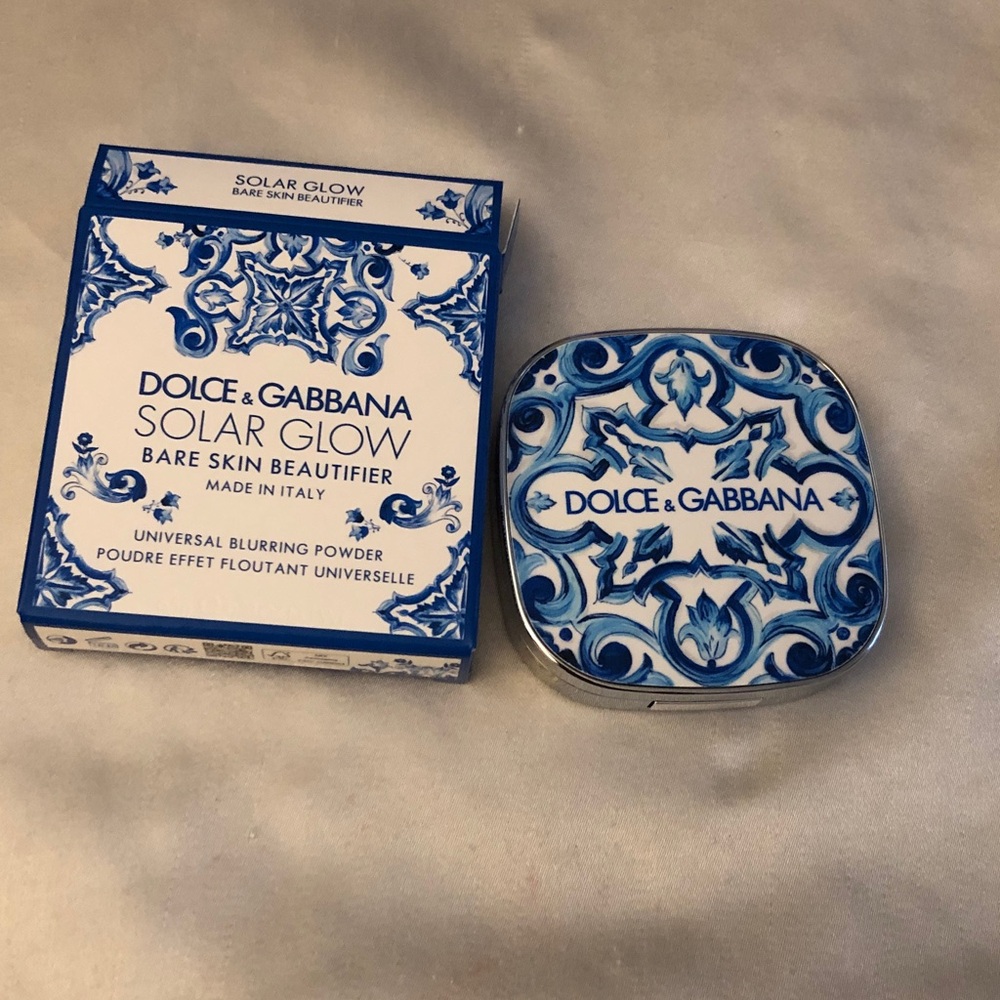 SOLAR GLOW
BARE SKIN BEAUTIFIER
DOLCE & GABBANA
SOLAR GLOW
BARE SKIN BEAUTIFIER
MADE IN ITALY
UNIVERSAL BLURRING POWDER
POUDRE EFFET FLOUTANT UNIVERSELLE
DOLCE & GABBANA